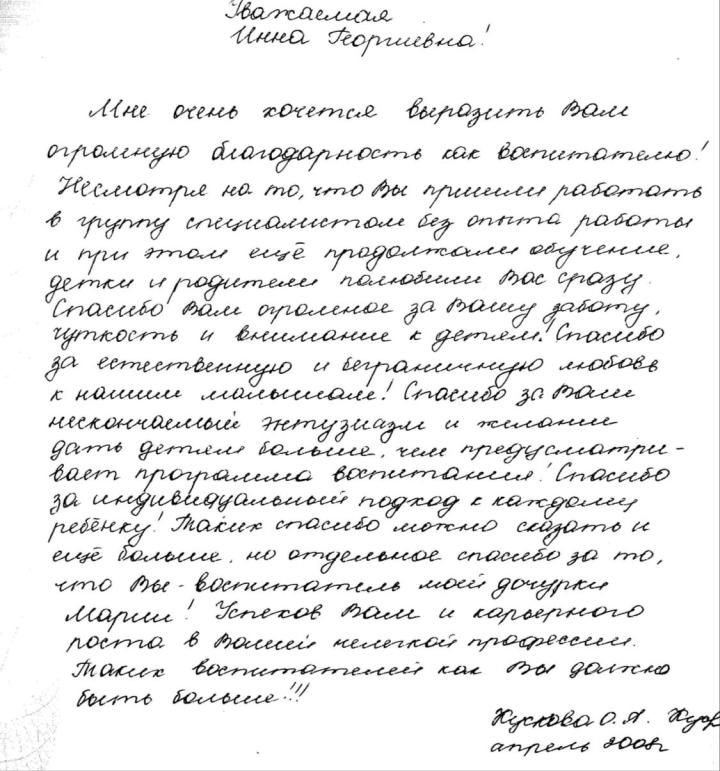 Уважаемая
Инна Георгиевна!
Мне очень хочется выразить Вам
огромную благодарность как воспитателю!
Несмотря на то, что Вы пришли работать
в группу специалистом без опыта работы
и при этом ещё продолжали обучение,
детки и родители полюбили Вас сразу.
Спасибо Вам огромное за Вашу заботу,
чуткость и внимание к детям! Спасибо
за естественную и безграничную любовь
к нашим малышам! Спасибо за Ваш
нескончаемый энтузиазм и желание
дать детям больше, чем предусматри-
вает программа воспитания! Спасибо
за индивидуальный подход к каждому
ребёнку! Таких спасибо можно сказать и
ещё больше, но отдельное спасибо за то,
что Вы - воспитатель моей дочурки
Марии! Успехов Вам и карьерного
роста в Вашей нелегкой профессии.
Таких воспитателей как Вы должно
быть больше!!!
О.А.
апрель 2008г